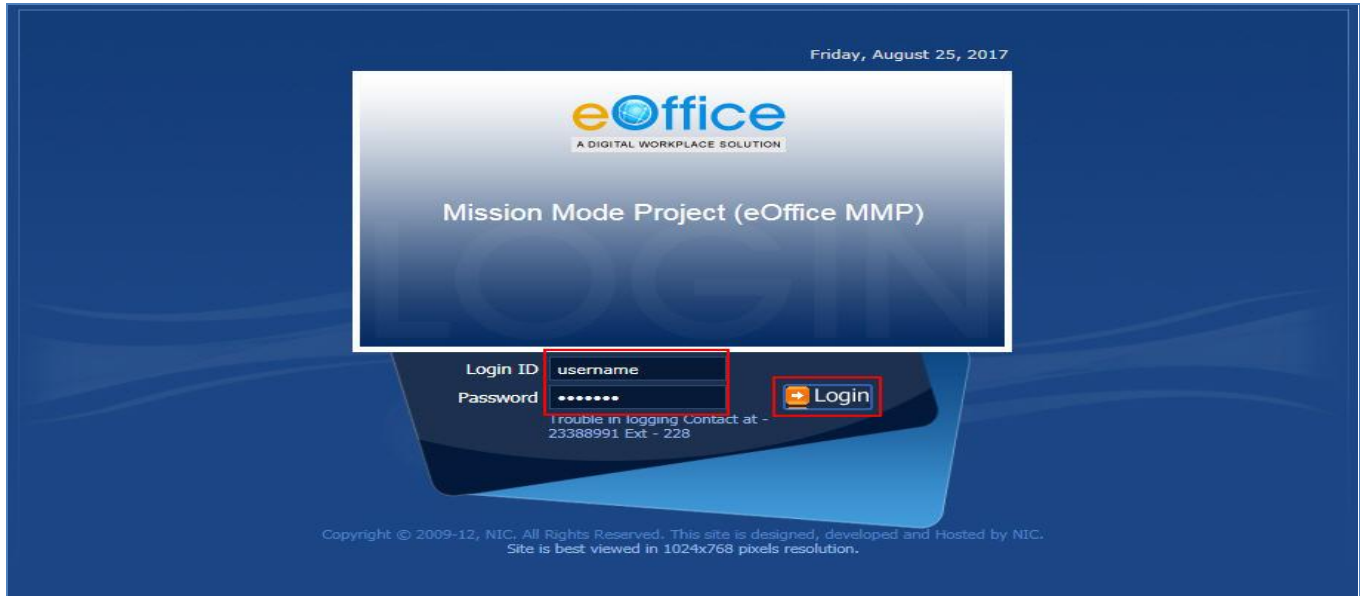 Friday, August 25, 2017
eOffice
A DIGITAL WORKPLACE SOLUTION
Mission Mode Project (eOffice MMP)
LOGIN
Login ID username
Password •••••••
Login
Trouble in logging Contact at -
23388991 Ext - 228
Copyright © 2009-12, NIC. All Rights Reserved. This site is designed, developed and Hosted by NIC.
Site is best viewed in 1024x768 pixels resolution.